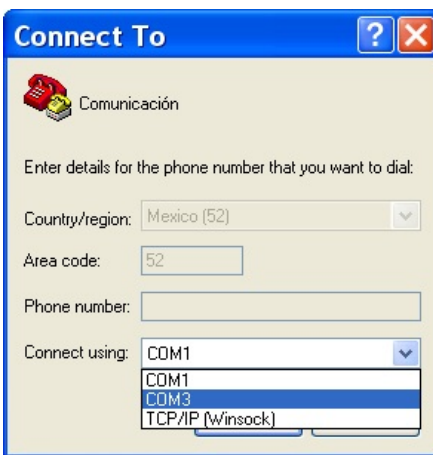 Connect To
Comunicación
Enter details for the phone number that you want to dial:
Country/region: Mexico (52)
Area code: 52
Phone number:
Connect using: COM1
COM1
COM3
TCP/IP (Winsock)